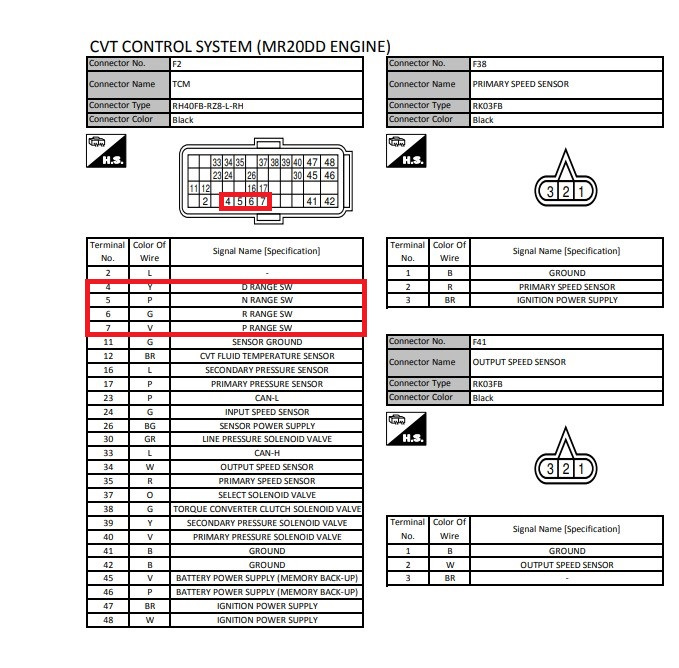 CVT CONTROL SYSTEM (MR20DD ENGINE)
Connector No. F2
Connector Name TCM
Connector Type RH40FB-RZ8-L-RH
Connector Color Black
H.S.
33 34 35 37 38 39 40 47 48
23 24 26 30 45 46
11 12 16 17
2 4 5 6 7 41 42
Terminal No. Color Of Wire Signal Name [Specification]
2 L -
4 Y D RANGE SW
5 P N RANGE SW
6 G R RANGE SW
7 V P RANGE SW
11 G SENSOR GROUND
12 BR CVT FLUID TEMPERATURE SENSOR
16 L SECONDARY PRESSURE SENSOR
17 P PRIMARY PRESSURE SENSOR
23 P CAN-L
24 G INPUT SPEED SENSOR
26 BG SENSOR POWER SUPPLY
30 GR LINE PRESSURE SOLENOID VALVE
33 L CAN-H
34 W OUTPUT SPEED SENSOR
35 R PRIMARY SPEED SENSOR
37 O SELECT SOLENOID VALVE
38 G TORQUE CONVERTER CLUTCH SOLENOID VALVE
39 Y SECONDARY PRESSURE SOLENOID VALVE
40 V PRIMARY PRESSURE SOLENOID VALVE
41 B GROUND
42 B GROUND
45 V BATTERY POWER SUPPLY (MEMORY BACK-UP)
46 P BATTERY POWER SUPPLY (MEMORY BACK-UP)
47 BR IGNITION POWER SUPPLY
48 W IGNITION POWER SUPPLY
Connector No. F38
Connector Name PRIMARY SPEED SENSOR
Connector Type RK03FB
Connector Color Black
H.S.
3 2 1
Terminal No. Color Of Wire Signal Name [Specification]
1 B GROUND
2 R PRIMARY SPEED SENSOR
3 BR IGNITION POWER SUPPLY
Connector No. F41
Connector Name OUTPUT SPEED SENSOR
Connector Type RK03FB
Connector Color Black
H.S.
3 2 1
Terminal No. Color Of Wire Signal Name [Specification]
1 B GROUND
2 W OUTPUT SPEED SENSOR
3 BR -